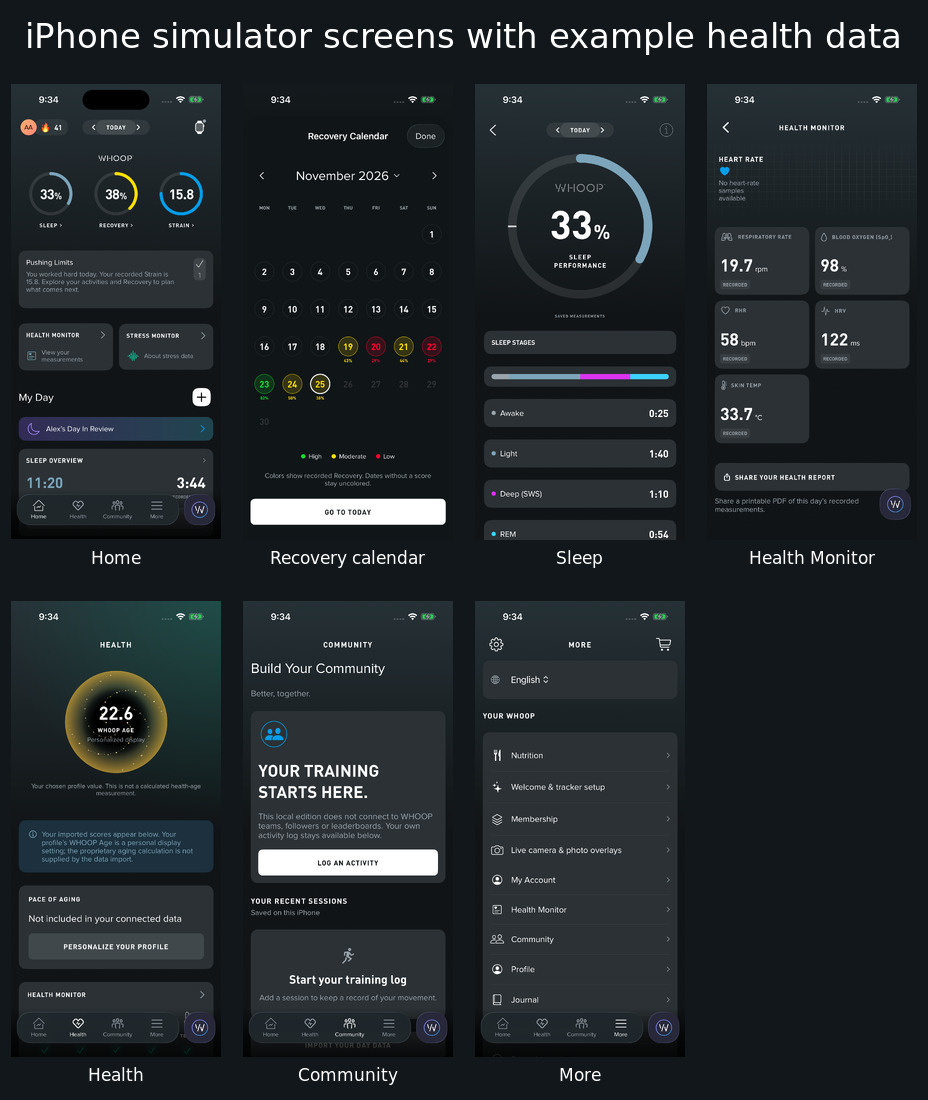 iPhone simulator screens with example health data
9:34
AA 🔥 41
TODAY
WHOOP
33%
38%
15.8
SLEEP
RECOVERY
STRAIN
Pushing Limits
You worked hard today. Your recorded Strain is
15.8. Explore your activities and Recovery to plan
what comes next.
1
HEALTH MONITOR
View your
measurements
STRESS MONITOR
About stress data
My Day
Alex's Day In Review
SLEEP OVERVIEW
11:20
3:44
Home
Health
Community
More
W
Home
9:34
Recovery Calendar
Done
November 2026
MON TUE WED THU FRI SAT SUN
1
2 3 4 5 6 7 8
9 10 11 12 13 14 15
16 17 18 19 20 21 22
23 24 25 26 27 28 29
30
High Moderate Low
Colors show recorded Recovery. Dates without a score
stay uncolored.
GO TO TODAY
Recovery calendar
9:34
TODAY
WHOOP
33%
SLEEP
PERFORMANCE
SAVED MEASUREMENTS
SLEEP STAGES
Awake 0:25
Light 1:40
Deep (SWS) 1:10
REM 0:54
Sleep
9:34
HEALTH MONITOR
HEART RATE
No heart-rate
samples
available
RESPIRATORY RATE
19.7 rpm
RECORDED
BLOOD OXYGEN (SpO₂)
98 %
RECORDED
RHR
58 bpm
RECORDED
HRV
122 ms
RECORDED
SKIN TEMP
33.7 °C
RECORDED
SHARE YOUR HEALTH REPORT
Share a printable PDF of this day's recorded
measurements.
W
Health Monitor
9:34
HEALTH
22.6
WHOOP AGE
Personalized display
Your chosen profile value. This is not a calculated health-age
measurement.
Your imported scores appear below. Your
profile's WHOOP Age is a personal display
setting; the proprietary aging calculation is not
supplied by the data import.
PACE OF AGING
Not included in your connected data
PERSONALIZE YOUR PROFILE
HEALTH MONITOR
Home
Health
Community
More
W
Health
9:34
COMMUNITY
Build Your Community
Better, together.
YOUR TRAINING
STARTS HERE.
This local edition does not connect to WHOOP
teams, followers or leaderboards. Your own
activity log stays available below.
LOG AN ACTIVITY
YOUR RECENT SESSIONS
Saved on this iPhone
Start your training log
Add a session to keep a record of your movement.
Home
Health
Community
More
W
IMPORT YOUR DAY DATA
Community
9:34
MORE
English
YOUR WHOOP
Nutrition
Welcome & tracker setup
Membership
Live camera & photo overlays
My Account
Health Monitor
Community
Profile
Journal
Home
Health
Community
More
W
More